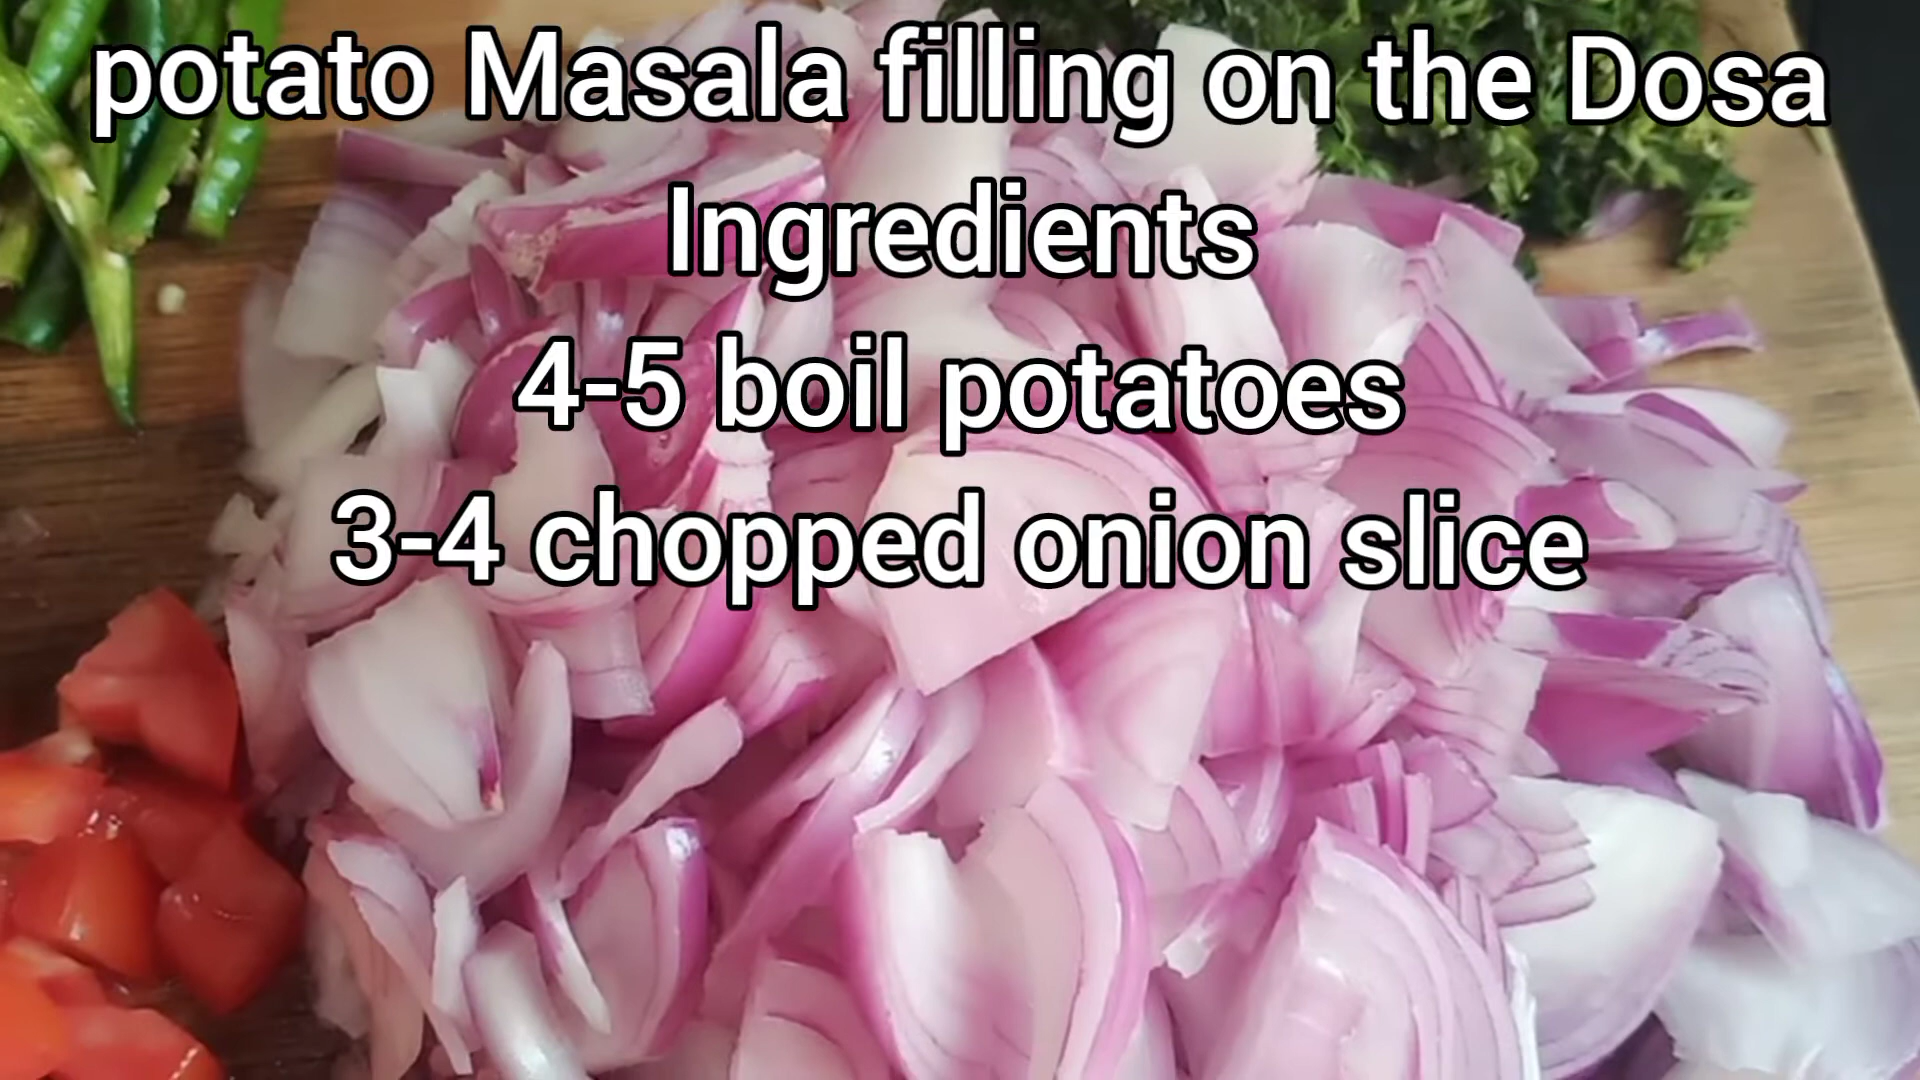 potato Masala filling on the Dosa
Ingredients
4-5 boil potatoes
3-4 chopped onion slice